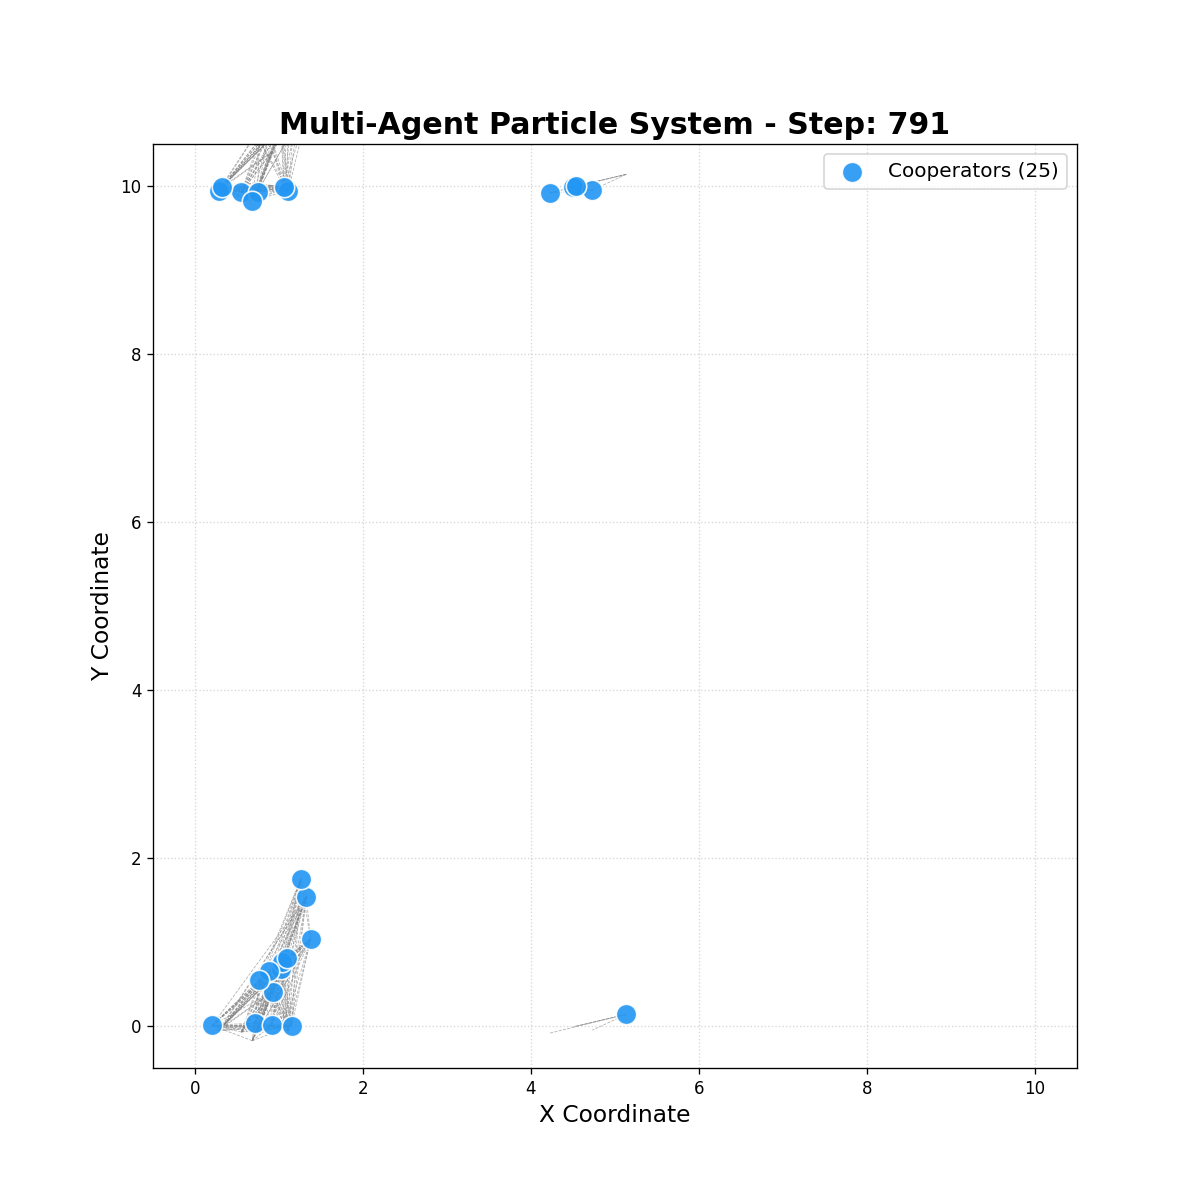 Multi-Agent Particle System - Step: 791
Cooperators (25)
10
8
6
4
2
0
Y Coordinate
0 2 4 6 8 10
X Coordinate